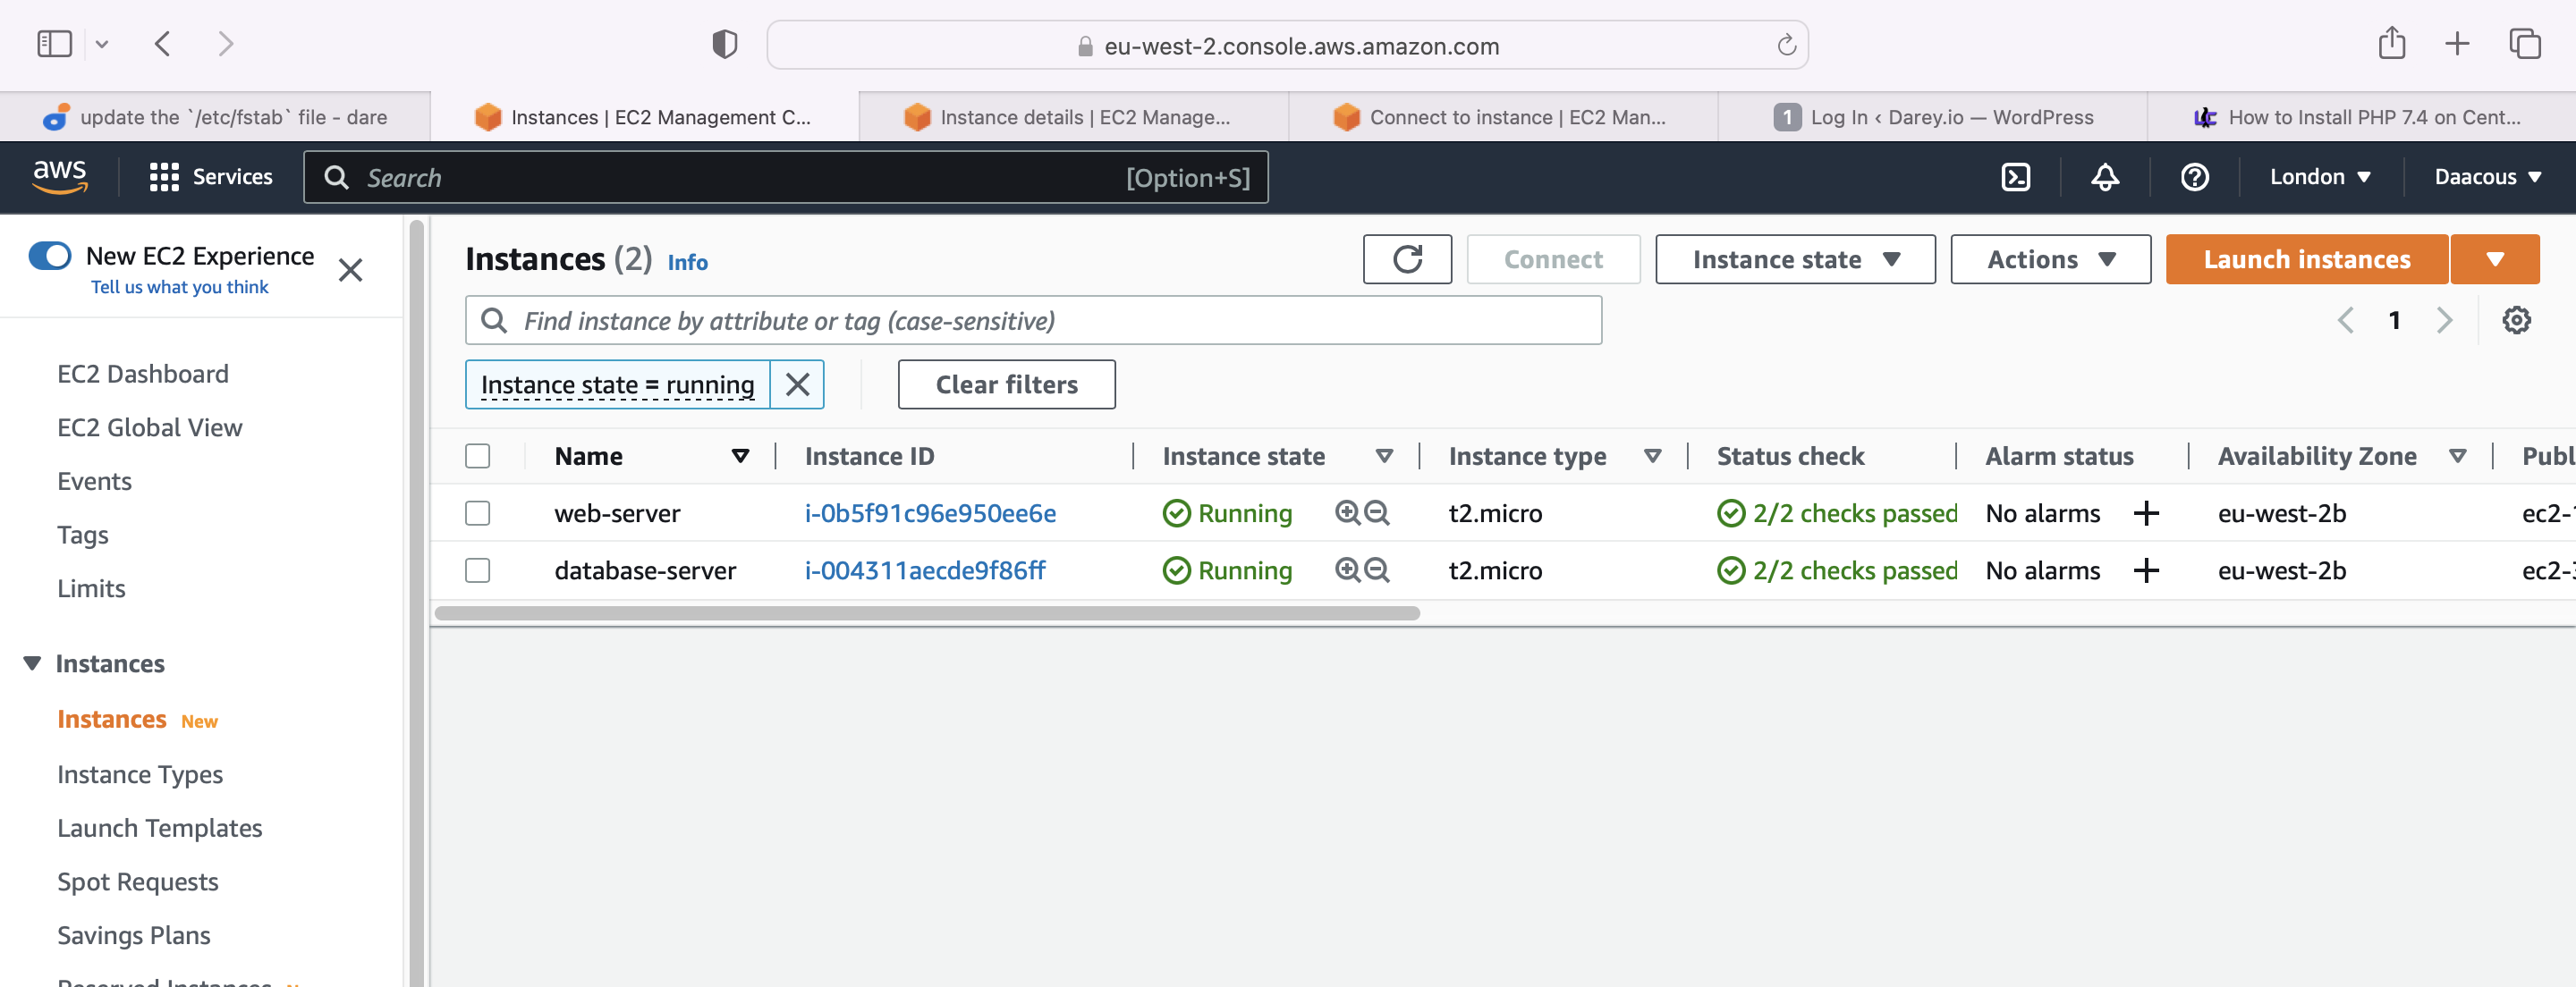 eu-west-2.console.aws.amazon.com
update the `/etc/fstab` file - dare
Instances | EC2 Management C...
Instance details | EC2 Manage...
Connect to instance | EC2 Man...
1 Log In ‹ Darey.io — WordPress
How to Install PHP 7.4 on Cent...
aws
Services
Search
[Option+S]
London
Daacous
New EC2 Experience
Tell us what you think
EC2 Dashboard
EC2 Global View
Events
Tags
Limits
Instances
Instances New
Instance Types
Launch Templates
Spot Requests
Savings Plans
Reserved Instances
Instances (2) Info
Connect
Instance state
Actions
Launch instances
Find instance by attribute or tag (case-sensitive)
1
Instance state = running
Clear filters
Name Instance ID Instance state Instance type Status check Alarm status Availability Zone Publ
web-server i-0b5f91c96e950ee6e Running t2.micro 2/2 checks passed No alarms eu-west-2b ec2-1
database-server i-004311aecde9f86ff Running t2.micro 2/2 checks passed No alarms eu-west-2b ec2-3